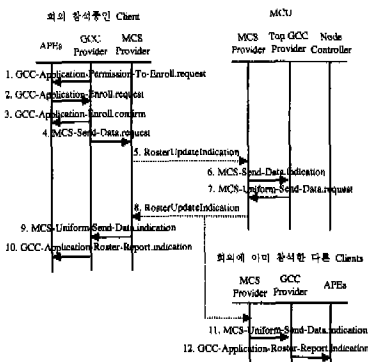 회의 참석중인 Client
MCU
APEs
GCC Provider
MCS Provider
MCS Provider
Top GCC Provider
Node Controller
1. GCC-Application-Permission-To-Enroll.request
2. GCC-Application-Enroll.request
3. GCC-Application-Enroll.confirm
4. MCS-Send-Data.request
5. RosterUpdateIndication
6. MCS-Send-Data.indication
7. MCS-Uniform-Send-Data.request
8. RosterUpdateIndication
9. MCS-Uniform-Send-Data.indication
10. GCC-Application-Roster-Report.indication
회의에 이미 참석한 다른 Clients
MCS Provider
GCC Provider
APEs
11. MCS-Uniform-Send-Data.indication
12. GCC-Application-Roster-Report.indication